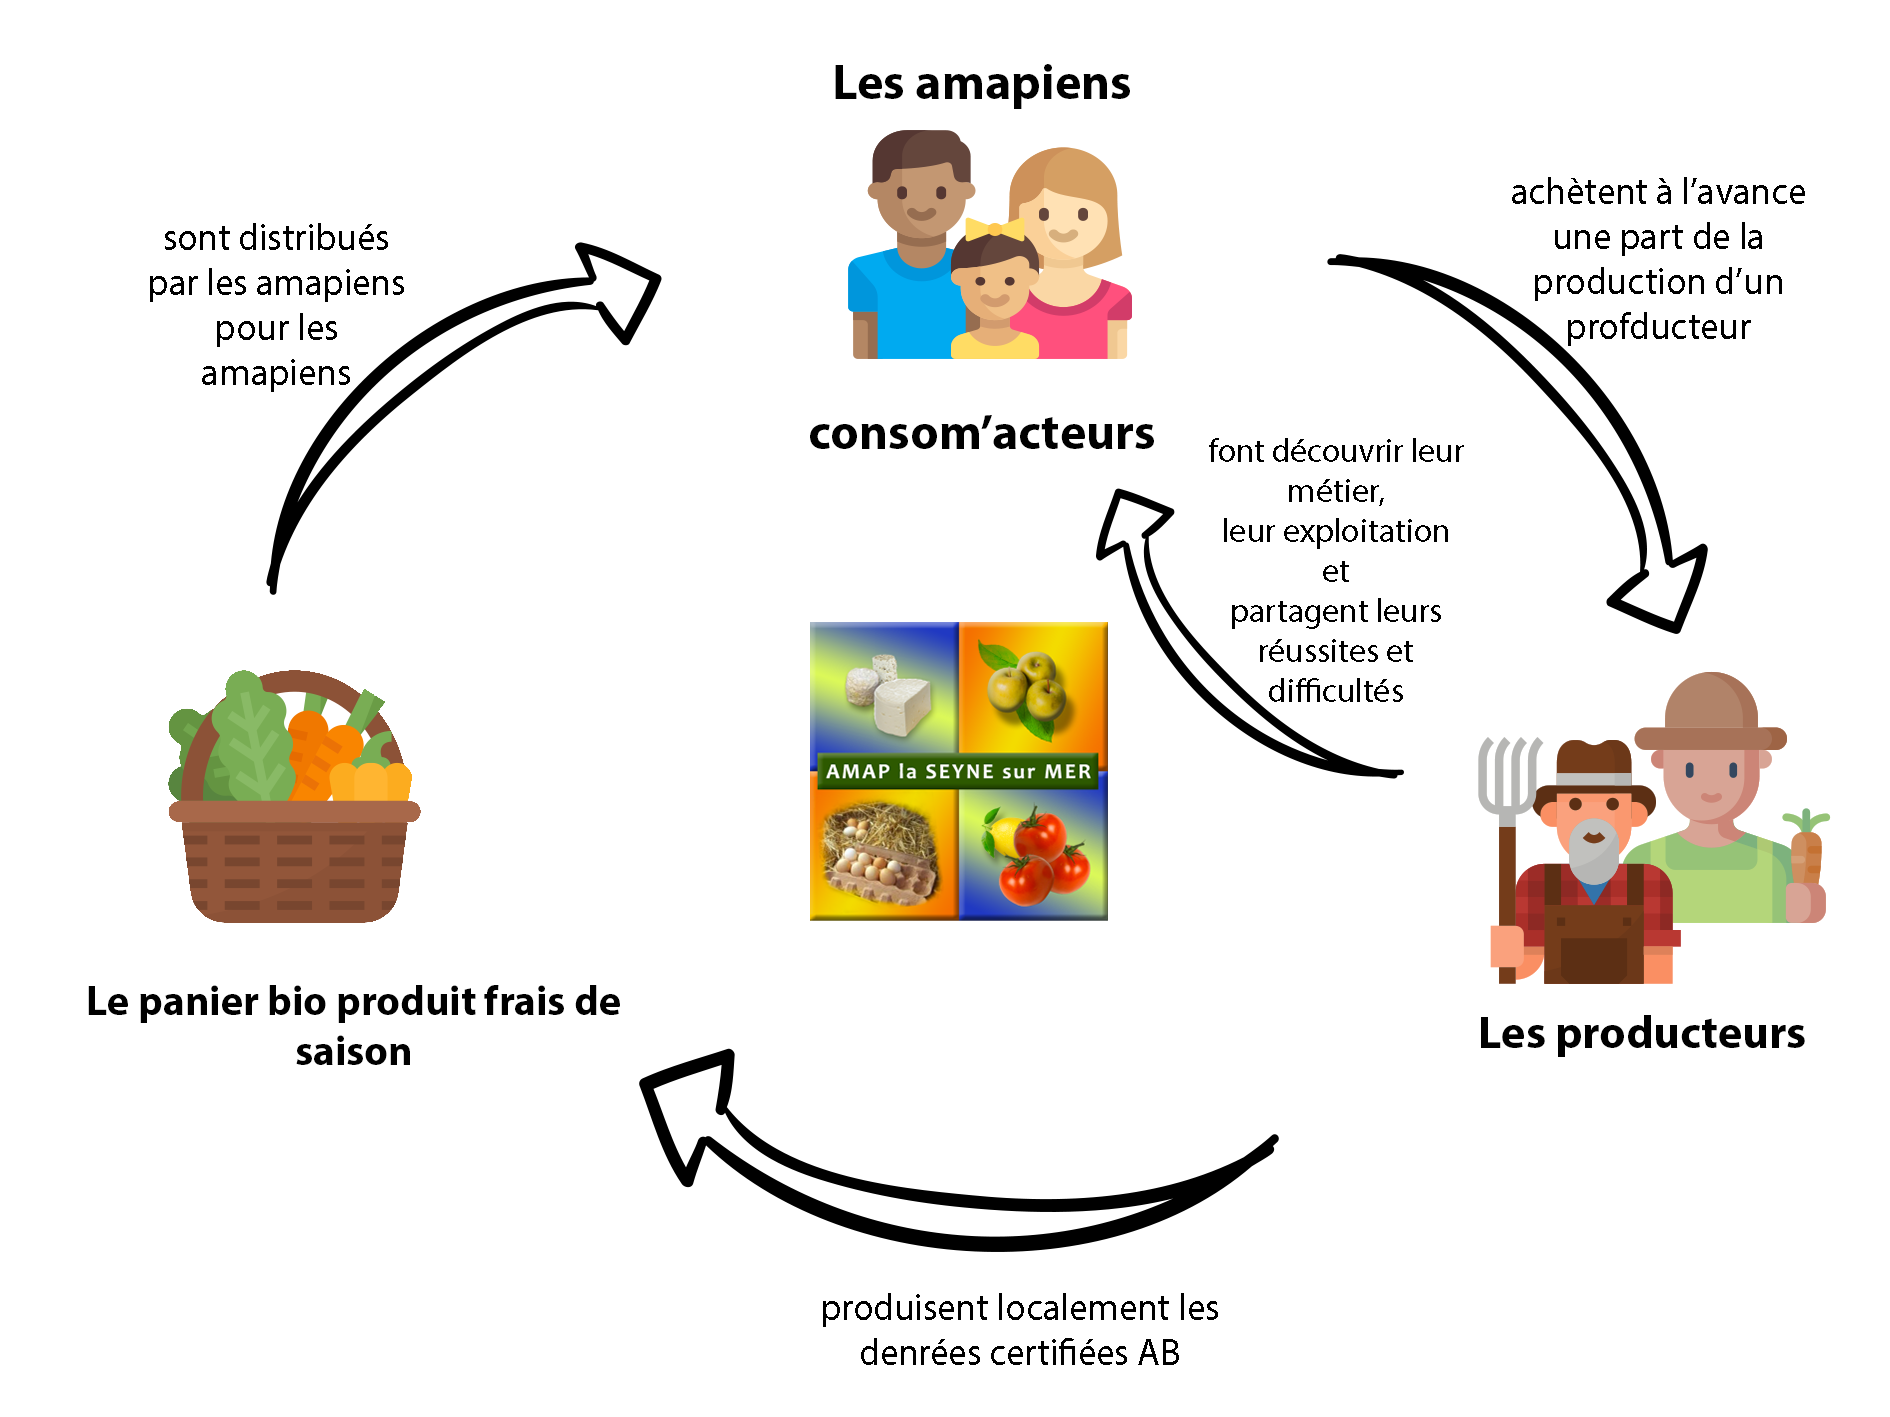 Les amapiens
consom’acteurs
achètent à l’avance
une part de la
production d’un
profducteur
font découvrir leur
métier,
leur exploitation
et
partagent leurs
réussites et
difficultés
Les producteurs
produisent localement les
denrées certifiées AB
Le panier bio produit frais de
saison
sont distribués
par les amapiens
pour les
amapiens
AMAP la SEYNE sur MER